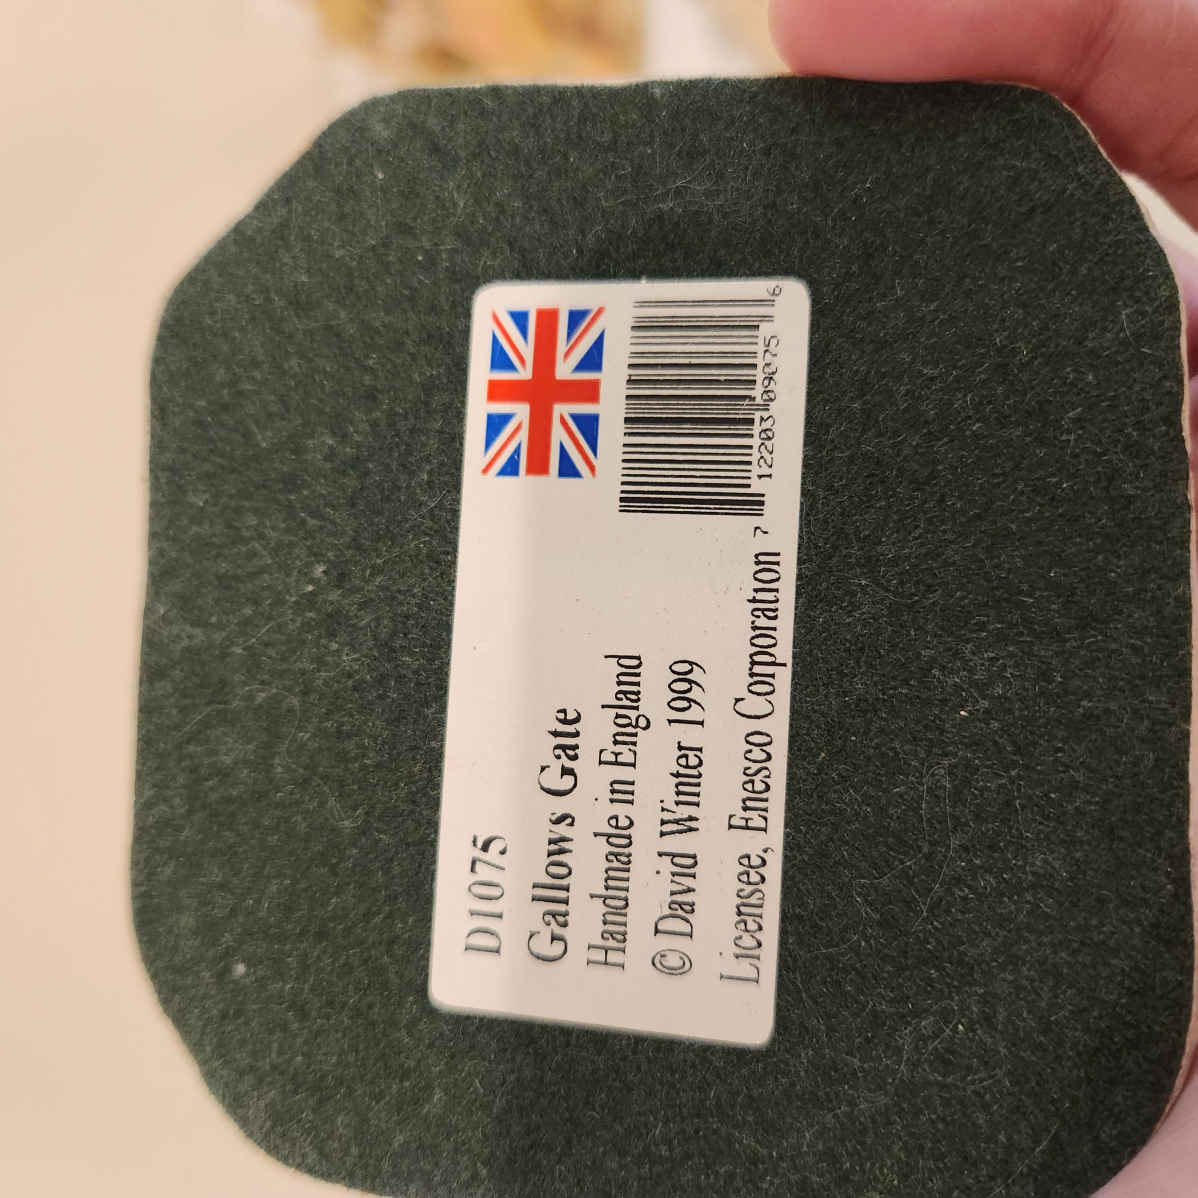 D1075
Gallows Gate
Handmade in England
© David Winter 1999
Licensee, Enesco Corporation
7 12203 09075 6